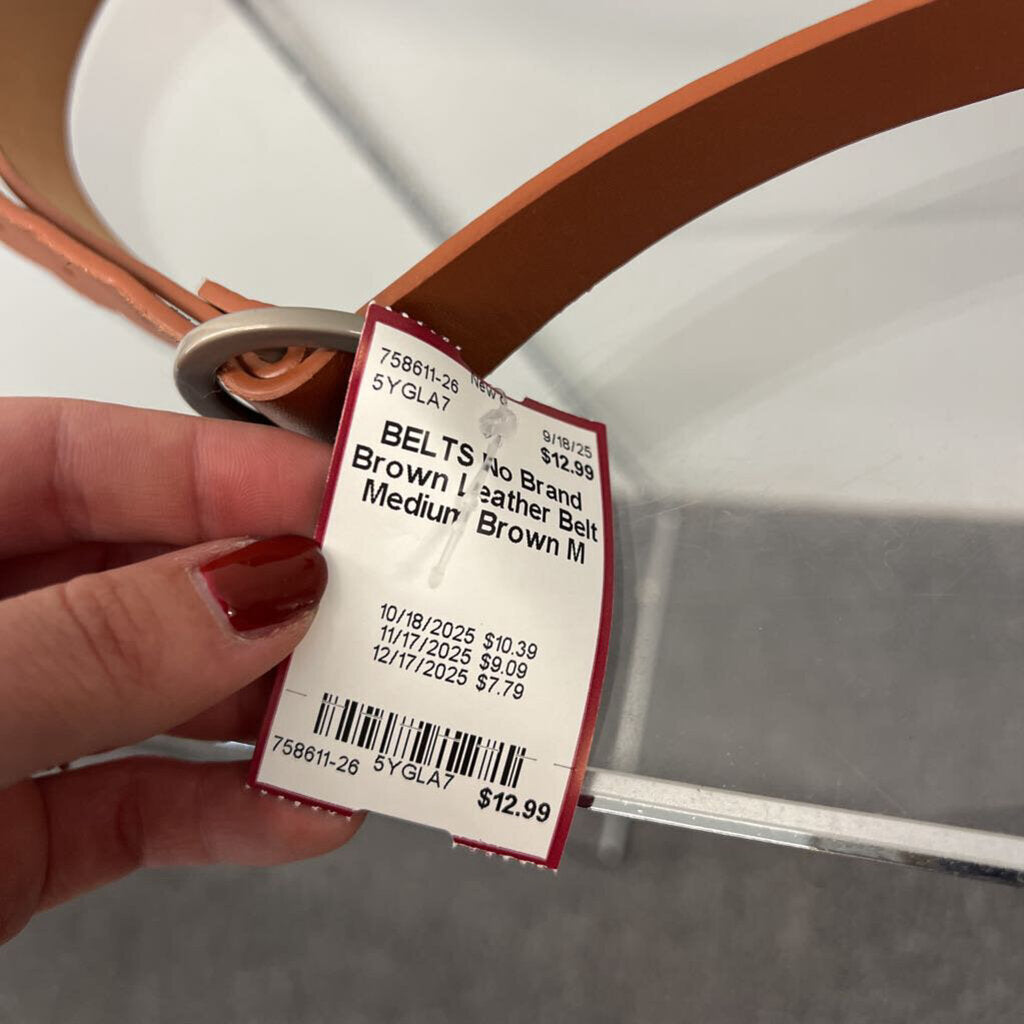 758611-26
5YGLA7
9/18/25
$12.99
BELTS No Brand
Brown Leather Belt
Medium Brown M
10/18/2025 $10.39
11/17/2025 $9.09
12/17/2025 $7.79
758611-26 5YGLA7
$12.99